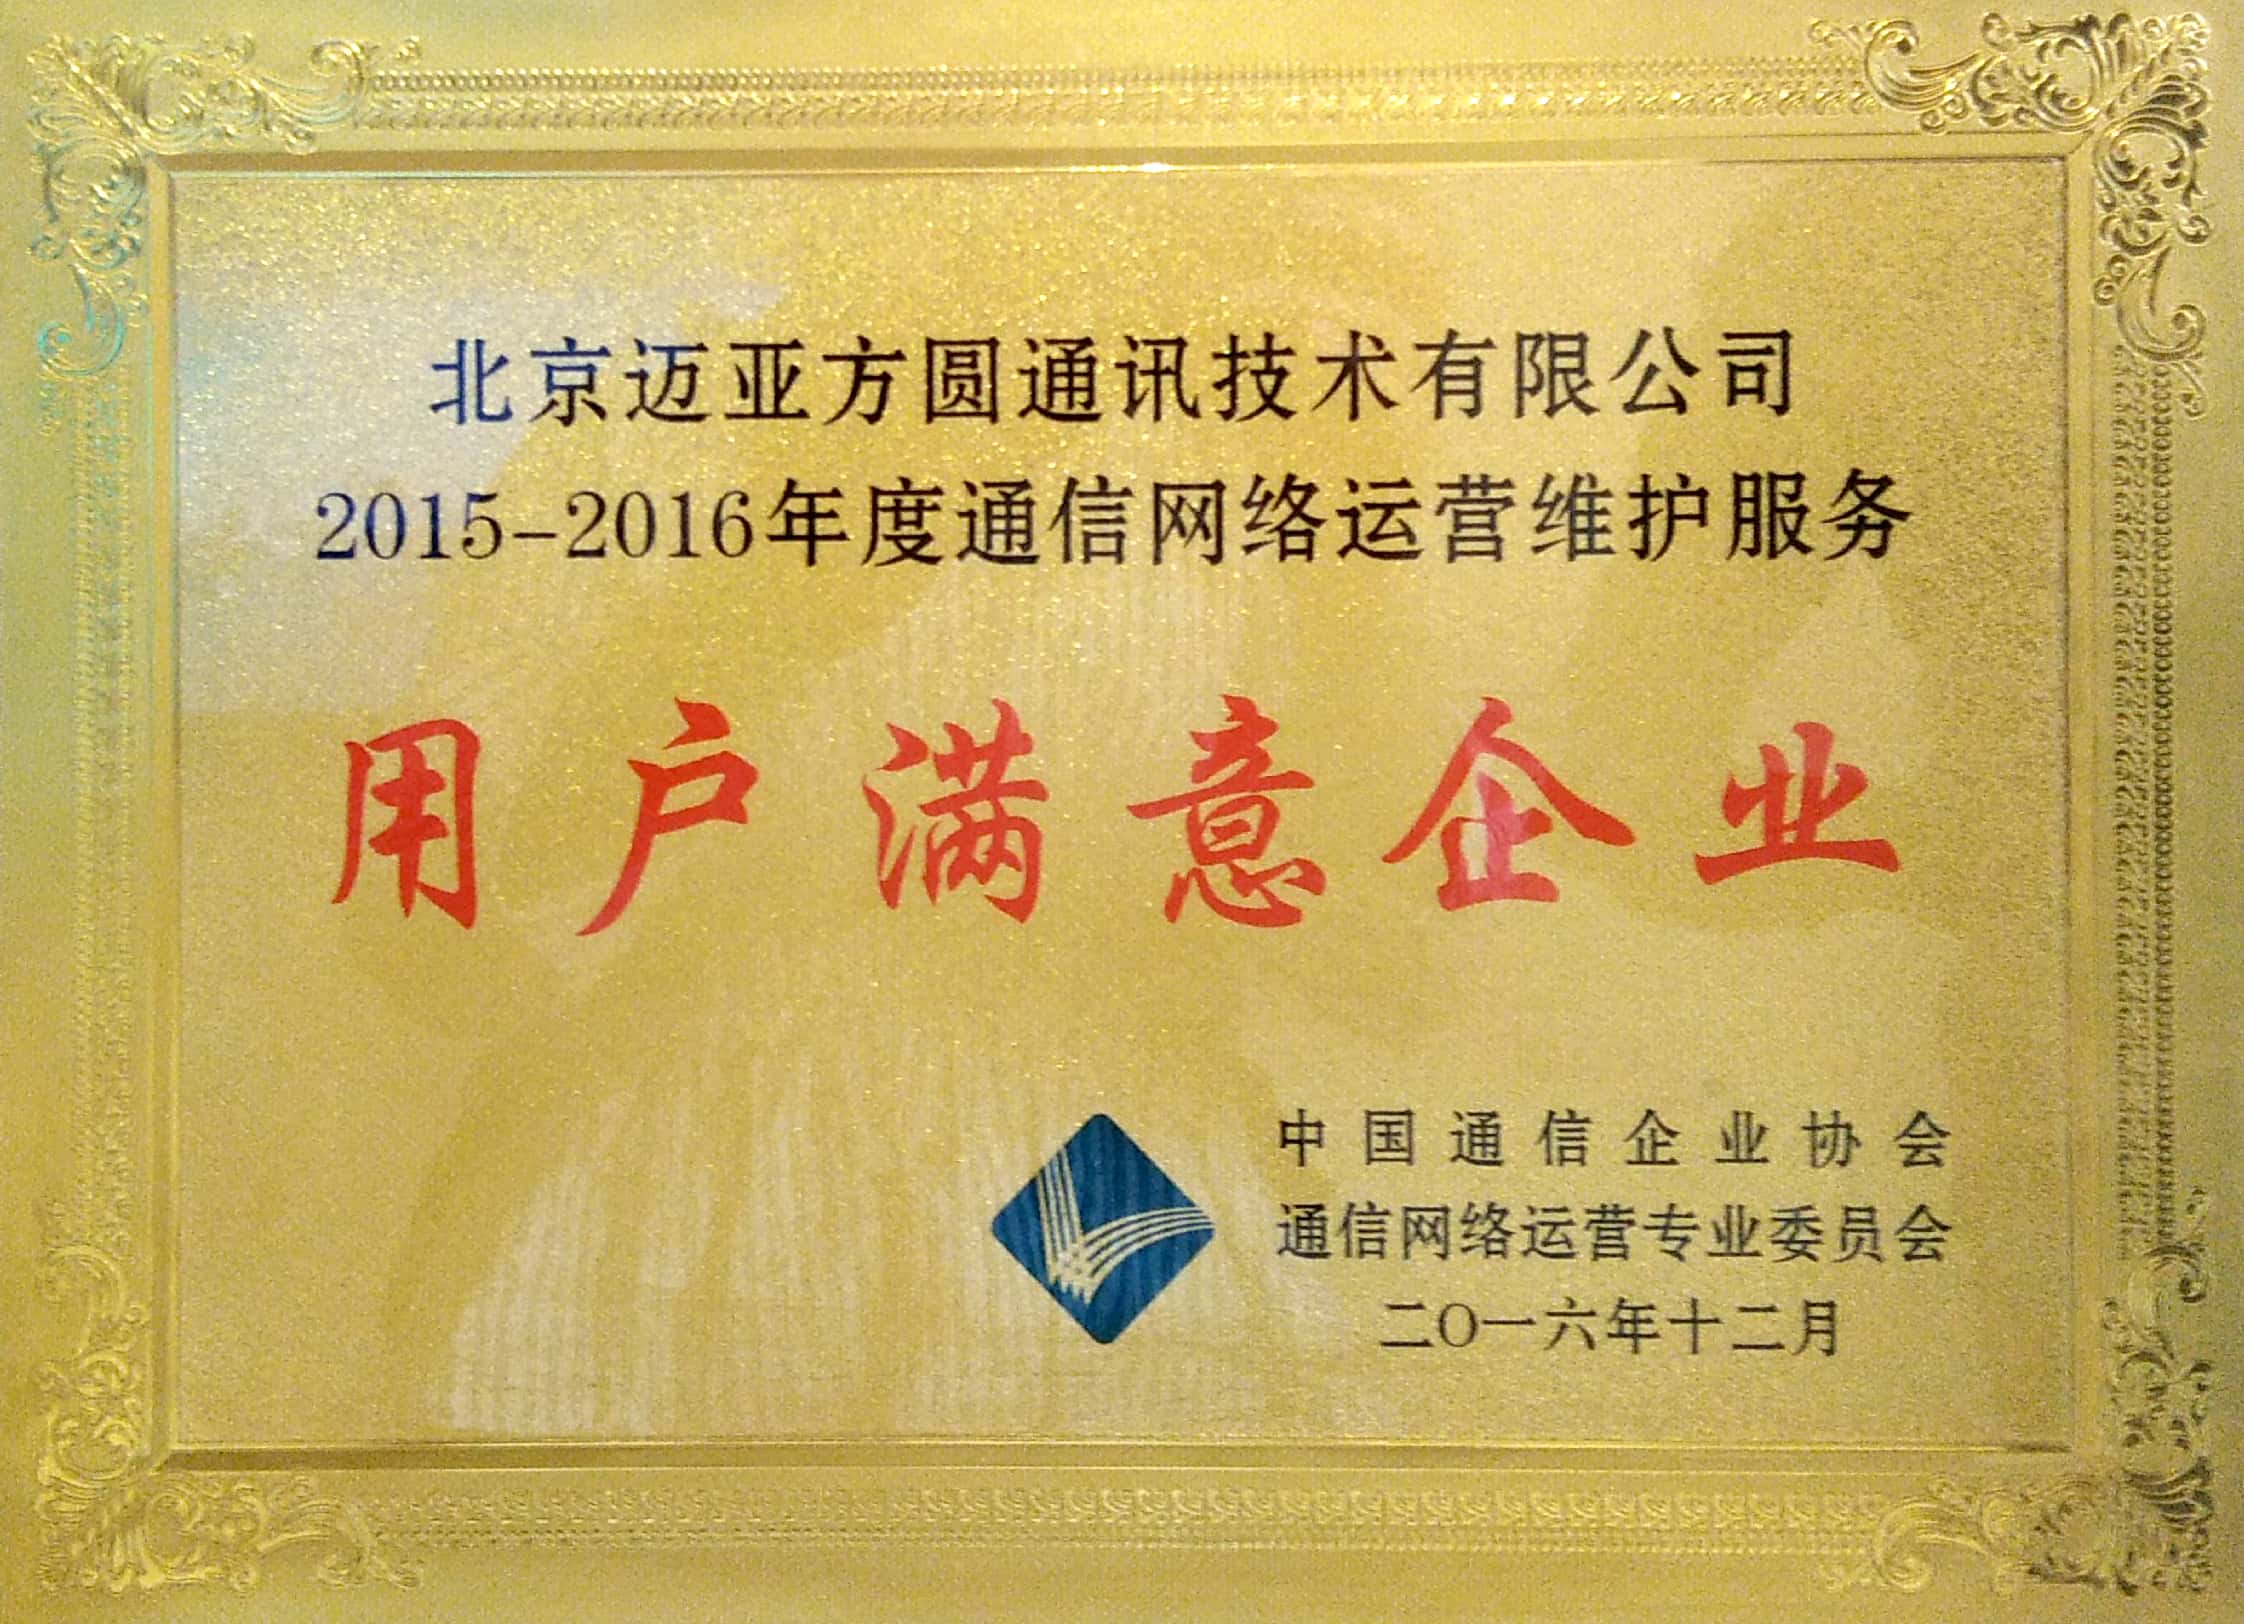 北京迈亚方圆通讯技术有限公司
2015-2016年度通信网络运营维护服务
用户满意企业
中国通信企业协会
通信网络运营专业委员会
二〇一六年十二月